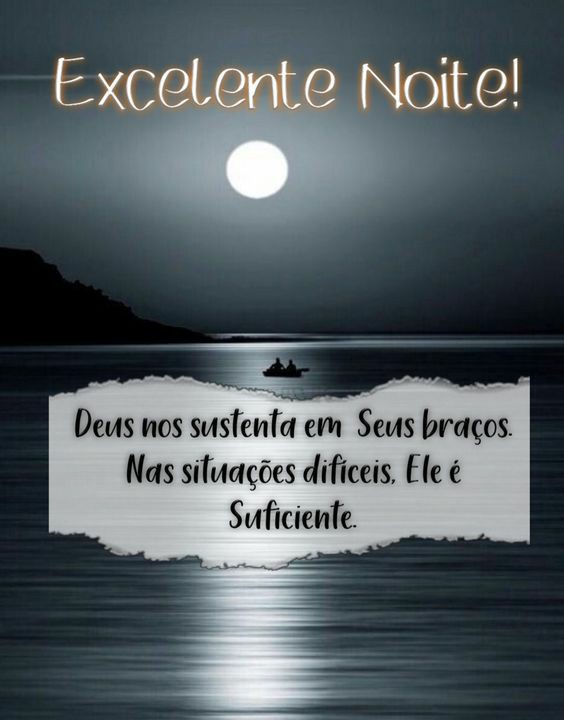 Excelente Noite!
Deus nos sustenta em Seus braços.
Nas situações difíceis, Ele é
Suficiente.